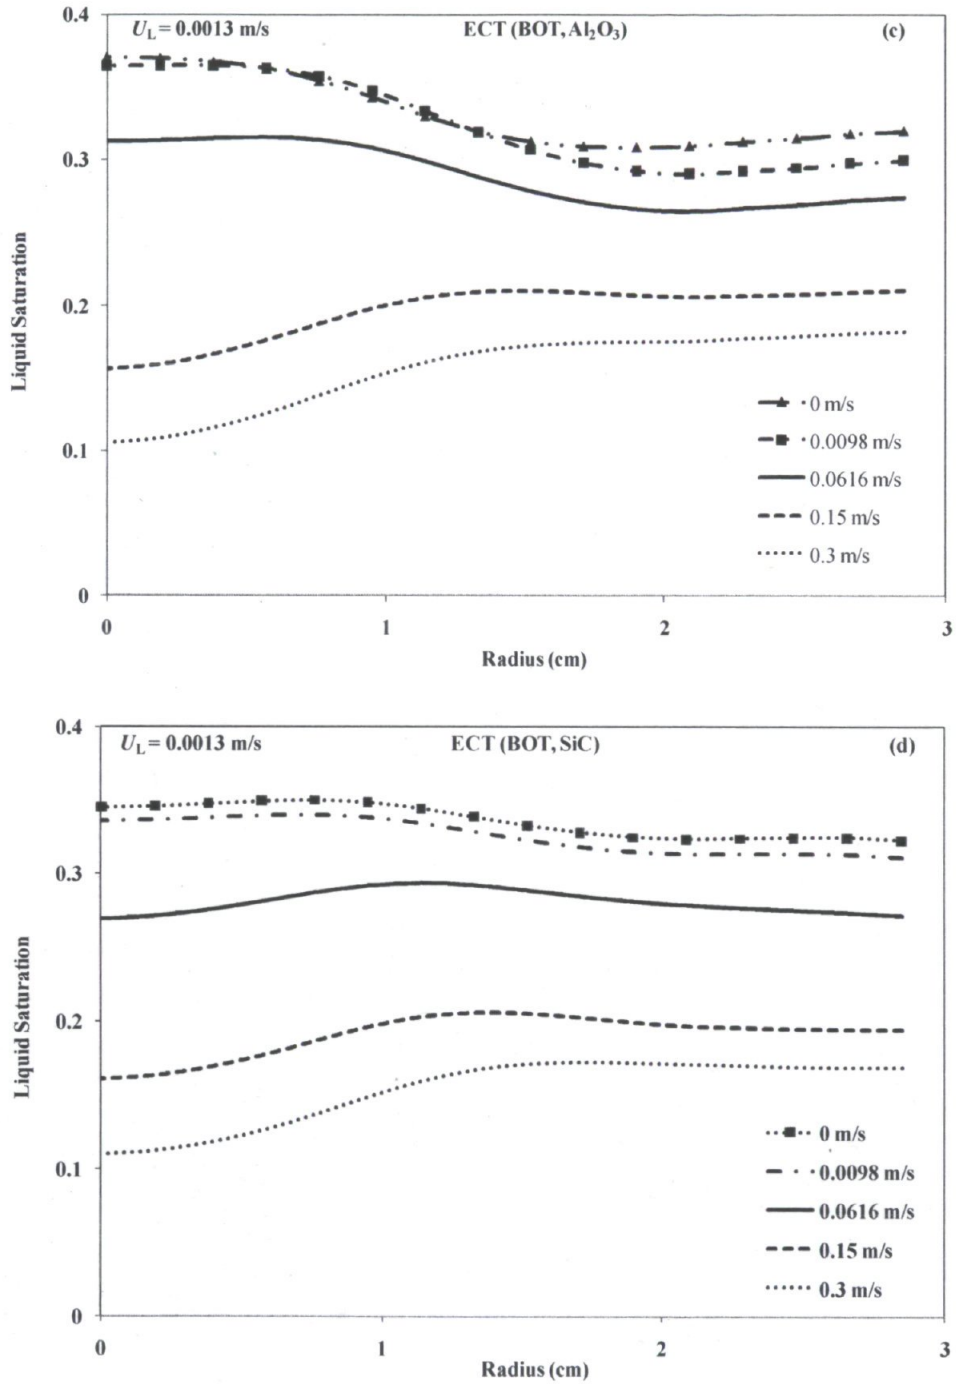 0.4
U_L = 0.0013 m/s ECT (BOT, Al₂O₃) (c)
0.3
Liquid Saturation
0.2
0.1
0
0 m/s
0.0098 m/s
0.0616 m/s
0.15 m/s
0.3 m/s
0 1 2 3
Radius (cm)
0.4
U_L = 0.0013 m/s ECT (BOT, SiC) (d)
0.3
Liquid Saturation
0.2
0.1
0
0 m/s
0.0098 m/s
0.0616 m/s
0.15 m/s
0.3 m/s
0 1 2 3
Radius (cm)